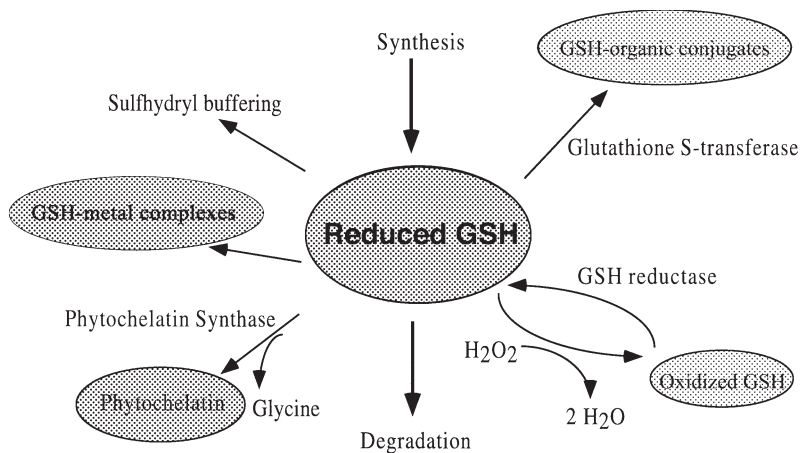 Synthesis
GSH-organic conjugates
Sulfhydryl buffering
Glutathione S-transferase
GSH-metal complexes
Reduced GSH
GSH reductase
Phytochelatin Synthase
H2O2
Oxidized GSH
Phytochelatin
Glycine
2 H2O
Degradation